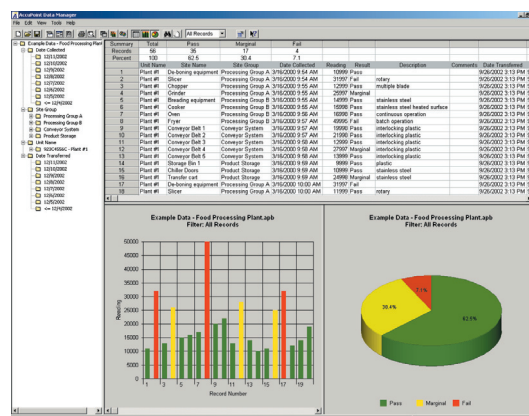 AccuPoint Data Manager
File Edit View Tools Help
All Records
Example Data - Food Processing Plant
Date Collected
12/11/2002
12/10/2002
12/9/2002
12/8/2002
12/7/2002
12/6/2002
12/5/2002
<= 12/4/2002
Site Group
Processing Group A
Processing Group B
Conveyor System
Product Storage
Unit Name
Plant #1
Date Transferred
12/11/2002
12/10/2002
12/9/2002
12/8/2002
12/7/2002
12/6/2002
12/5/2002
<= 12/4/2002
Summary Total Pass Marginal Fail
Records 56 35 17 4
Percent 100 62.5 30.4 7.1
Unit Name Site Name Site Group Date Collected Reading Result Description Comments Date Transferred
1 Plant #1 De-boning equipment Processing Group A 3/16/2000 9:54 AM 10999 Pass 9/26/2002 3:13 PM
2 Plant #1 Slicer Processing Group A 3/16/2000 9:54 AM 31997 Fail rotary 9/26/2002 3:13 PM
3 Plant #1 Chopper Processing Group A 3/16/2000 9:55 AM 12999 Pass multiple blade 9/26/2002 3:13 PM
4 Plant #1 Grinder Processing Group A 3/16/2000 9:55 AM 25997 Marginal 9/26/2002 3:13 PM
5 Plant #1 Breading equipment Processing Group B 3/16/2000 9:55 AM 14999 Pass stainless steel 9/26/2002 3:13 PM
6 Plant #1 Cooker Processing Group B 3/16/2000 9:55 AM 15998 Pass stainless steel heated surface 9/26/2002 3:13 PM
7 Plant #1 Oven Processing Group B 3/16/2000 9:56 AM 16998 Pass continuous operation 9/26/2002 3:13 PM
8 Plant #1 Fryer Processing Group B 3/16/2000 9:56 AM 49995 Fail batch operation 9/26/2002 3:13 PM
9 Plant #1 Conveyor Belt 1 Conveyor System 3/16/2000 9:57 AM 19998 Pass interlocking plastic 9/26/2002 3:13 PM
10 Plant #1 Conveyor Belt 2 Conveyor System 3/16/2000 9:57 AM 21998 Pass interlocking plastic 9/26/2002 3:13 PM
11 Plant #1 Conveyor Belt 3 Conveyor System 3/16/2000 9:58 AM 12999 Pass interlocking plastic 9/26/2002 3:13 PM
12 Plant #1 Conveyor belt 4 Conveyor System 3/16/2000 9:58 AM Marginal interlocking plastic 9/26/2002 3:13 PM
13 Plant #1 Conveyor Belt 5 Conveyor System 3/16/2000 9:58 AM 13999 Pass interlocking plastic 9/26/2002 3:13 PM
14 Plant #1 Storage Bin 1 Product Storage 3/16/2000 9:59 AM 9999 Pass plastic 9/26/2002 3:13 PM
15 Plant #1 Chiller Doors Product Storage 3/16/2000 9:59 AM 10999 Pass stainless steel 9/26/2002 3:13 PM
16 Plant #1 Transfer cart Product Storage 3/16/2000 9:59 AM 24998 Marginal stainless steel 9/26/2002 3:13 PM
17 Plant #1 De-boning equipment Processing Group A 3/16/2000 10:00 AM 31997 Fail 9/26/2002 3:13 PM
18 Plant #1 Slicer Processing Group A 3/16/2000 10:00 AM 11999 Pass rotary 9/26/2002 3:13 PM
Example Data - Food Processing Plant.apb
Filter: All Records
50000
45000
40000
35000
30000
25000
20000
15000
10000
5000
0
Reading
1 3 5 7 9 11 13 15 17 19
Record Number
Example Data - Food Processing Plant.apb
Filter: All Records
7.1%
30.4%
62.5%
Pass Marginal Fail